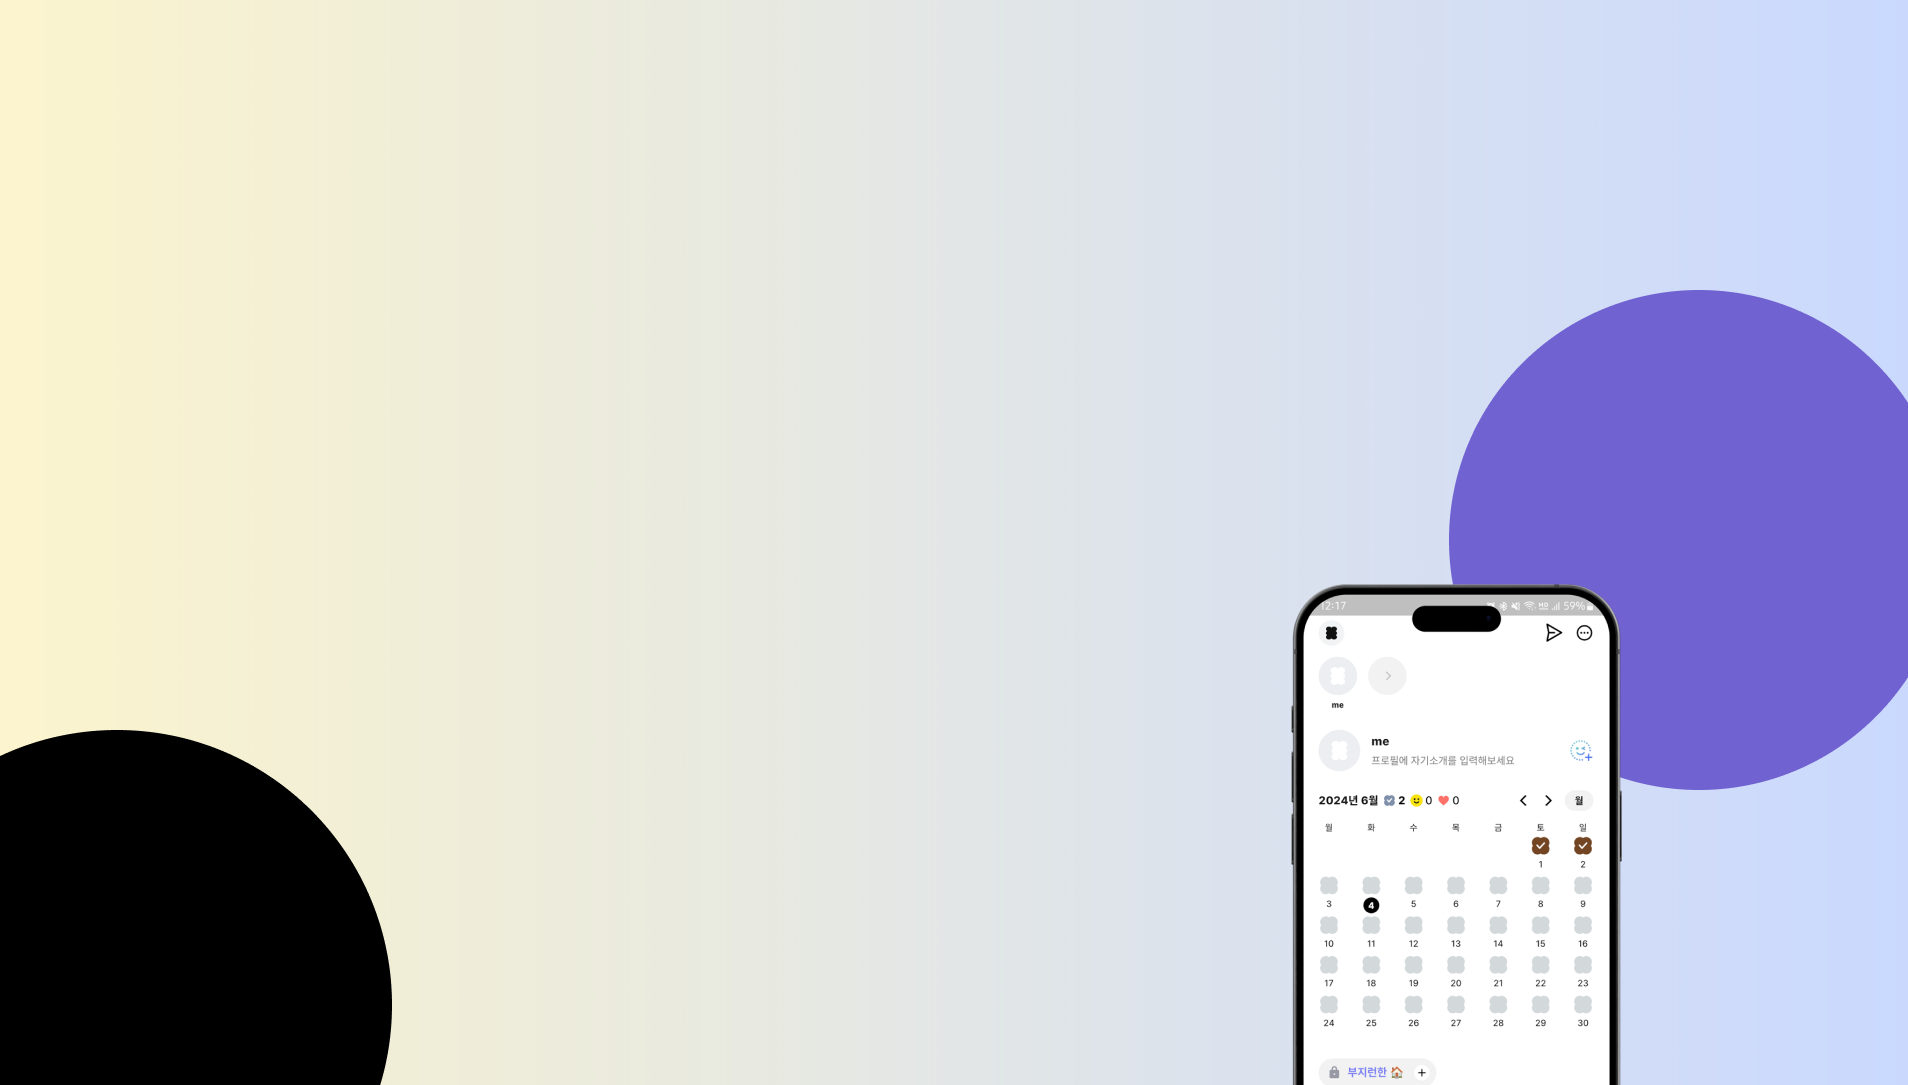 12:17 59%
me
me
프로필에 자기소개를 입력해보세요
2024년 6월 2 0 0 월
월 화 수 목 금 토 일
1 2
3 4 5 6 7 8 9
10 11 12 13 14 15 16
17 18 19 20 21 22 23
24 25 26 27 28 29 30
부지런한 +